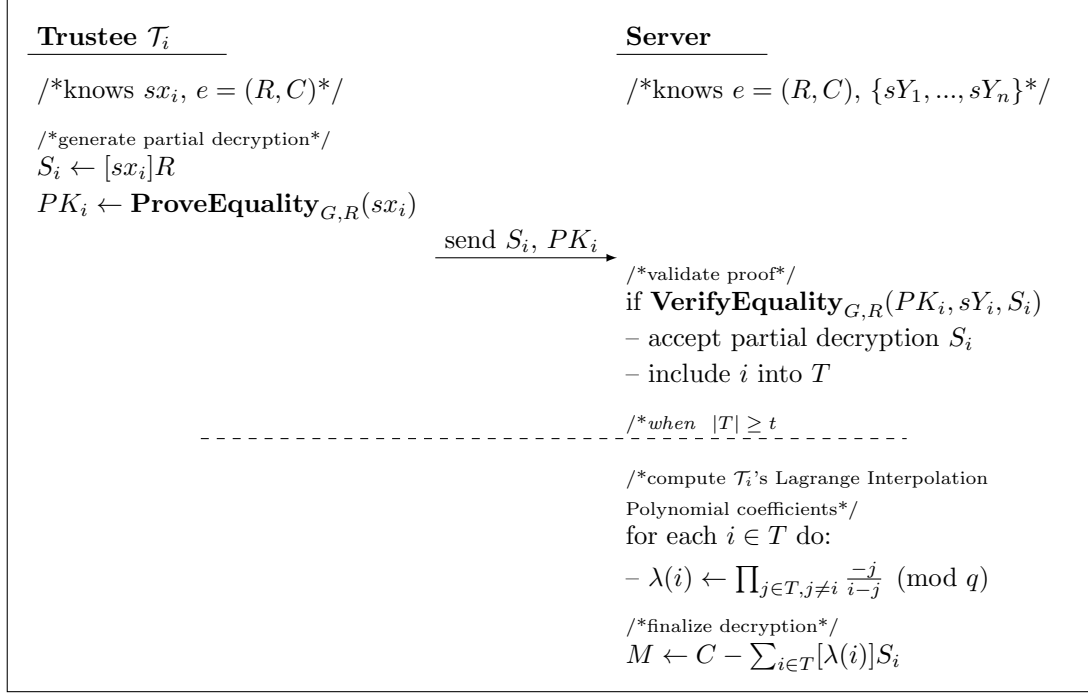 Trustee 𝒯ᵢ
Server
/*knows sxᵢ, e = (R, C)*/
/*knows e = (R, C), {sY₁, ..., sYₙ}*/
/*generate partial decryption*/
Sᵢ ← [sxᵢ]R
PKᵢ ← ProveEquality_{G,R}(sxᵢ)
send Sᵢ, PKᵢ
/*validate proof*/
if VerifyEquality_{G,R}(PKᵢ, sYᵢ, Sᵢ)
– accept partial decryption Sᵢ
– include i into T
/*when |T| ≥ t
/*compute 𝒯ᵢ's Lagrange Interpolation
Polynomial coefficients*/
for each i ∈ T do:
– λ(i) ← ∏_{j∈T,j≠i} \frac{-j}{i-j} (mod q)
/*finalize decryption*/
M ← C − ∑_{i∈T}[λ(i)]Sᵢ